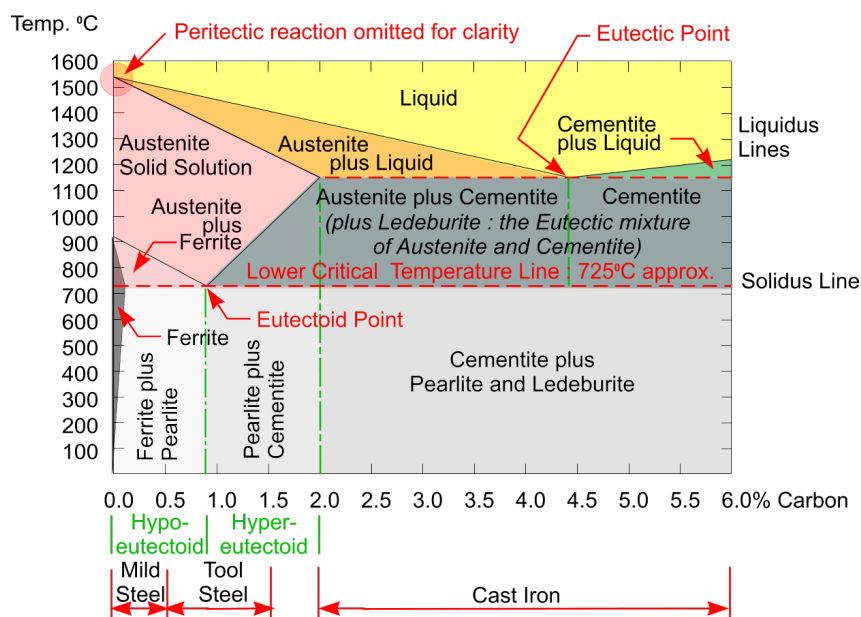 Temp. ⁰C
Peritectic reaction omitted for clarity
Eutectic Point
1600
1500
1400
1300
1200
1100
1000
900
800
700
600
500
400
300
200
100
Liquid
Cementite
plus Liquid
Liquidus
Lines
Austenite
Solid Solution
Austenite
plus Liquid
Austenite
plus
Ferrite
Austenite plus Cementite
(plus Ledeburite : the Eutectic mixture
of Austenite and Cementite)
Cementite
Lower Critical Temperature Line : 725⁰C approx.
Solidus Line
Eutectoid Point
Ferrite
Ferrite plus
Pearlite
Pearlite plus
Cementite
Cementite plus
Pearlite and Ledeburite
0.0 0.5 1.0 1.5 2.0 2.5 3.0 3.5 4.0 4.5 5.0 5.5 6.0% Carbon
Hypo-
eutectoid
Hyper-
eutectoid
Mild
Steel
Tool
Steel
Cast Iron